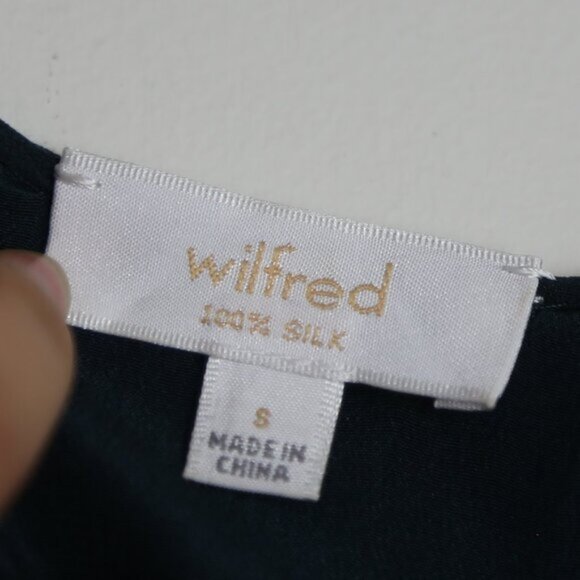 wilfred
100% SILK
S
MADE IN
CHINA